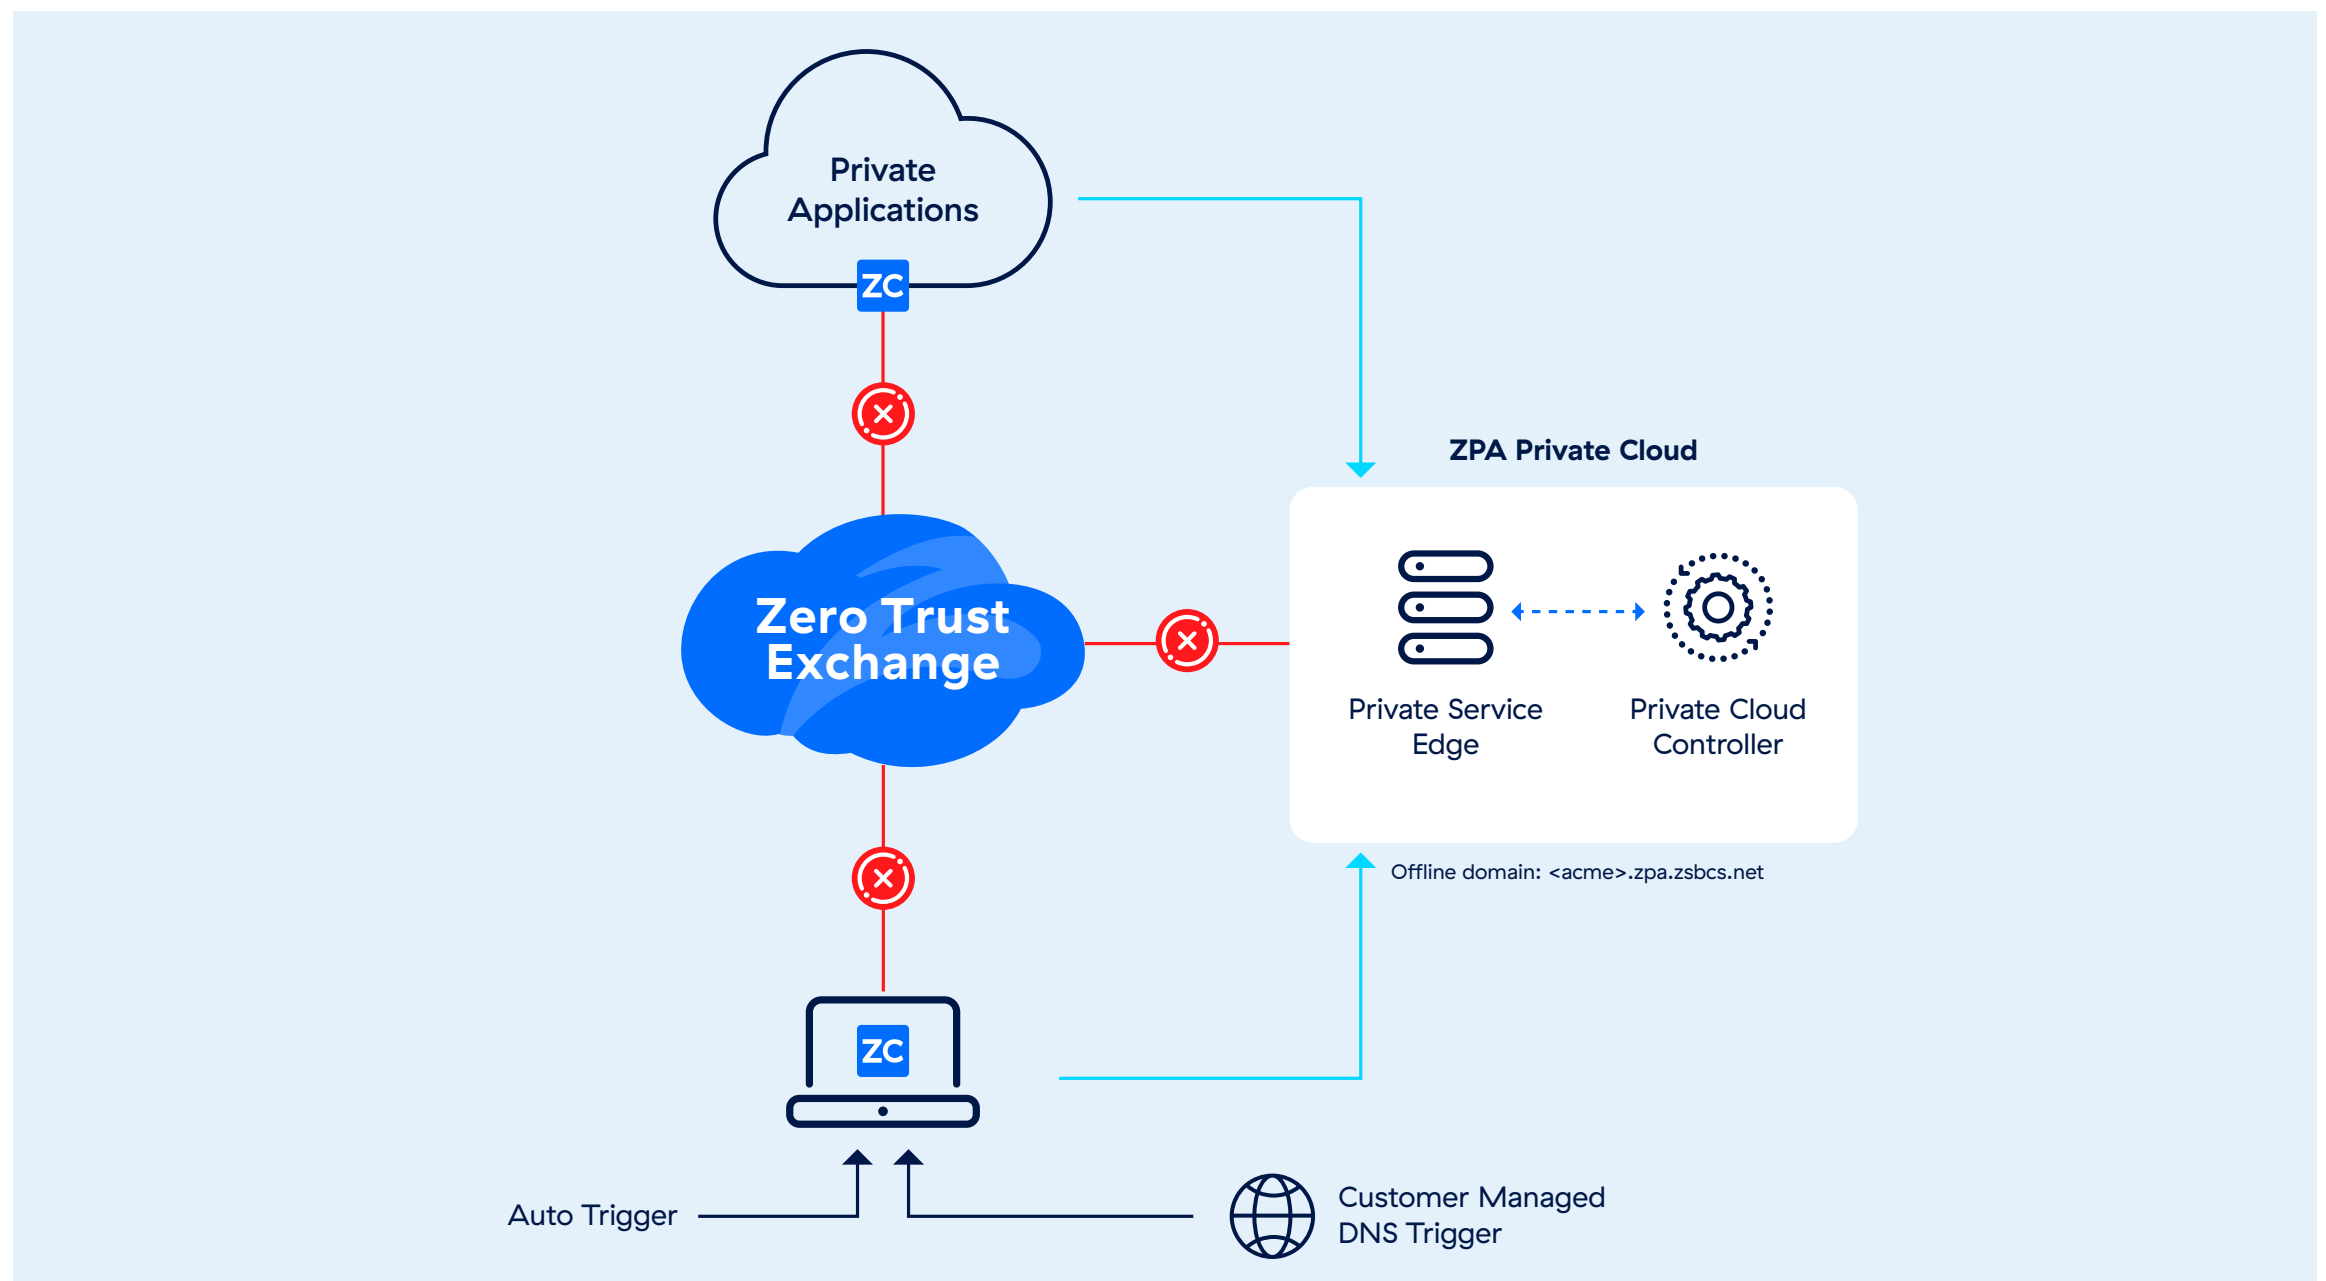 Private
Applications
ZC
ZPA Private Cloud
Zero Trust
Exchange
Private Service
Edge
Private Cloud
Controller
Offline domain: <acme>.zpa.zsbcs.net
ZC
Auto Trigger
Customer Managed
DNS Trigger